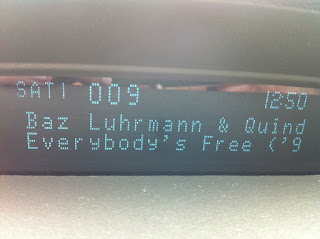 SAT1 009 12:50
Baz Luhrmann & Quind
Everybody's Free ('9